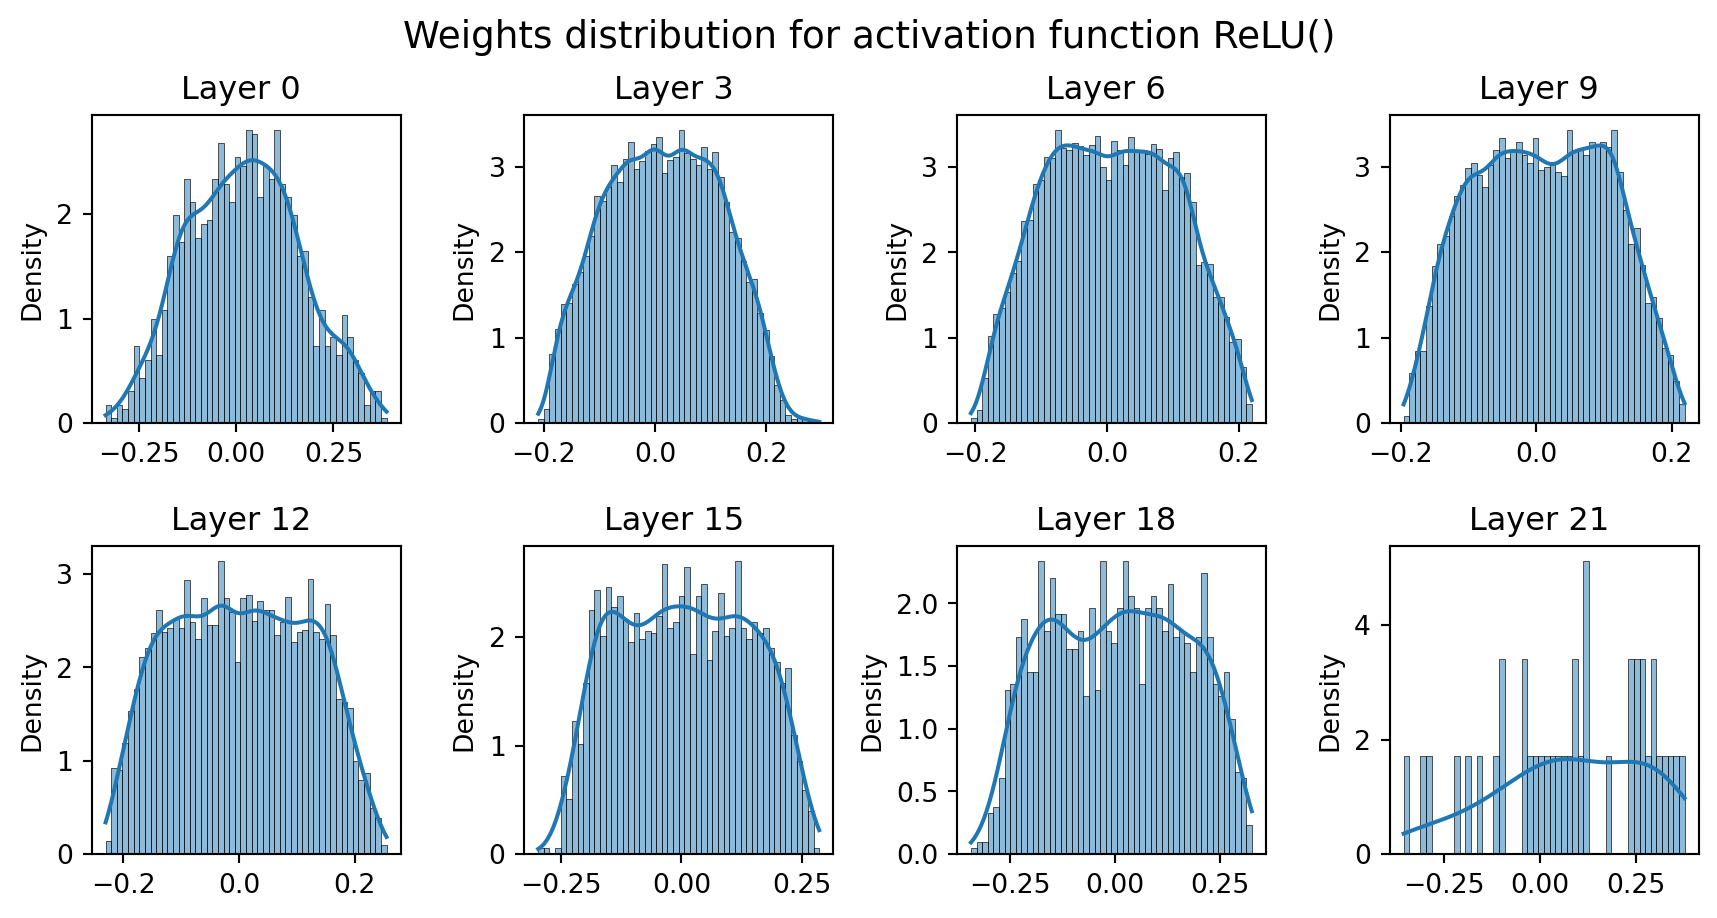 Weights distribution for activation function ReLU()
Layer 0
Layer 3
Layer 6
Layer 9
Density
2
1
0
−0.25 0.00 0.25
Density
3
2
1
0
−0.2 0.0 0.2
Density
3
2
1
0
−0.2 0.0 0.2
Density
3
2
1
0
−0.2 0.0 0.2
Layer 12
Layer 15
Layer 18
Layer 21
Density
3
2
1
0
−0.2 0.0 0.2
Density
2
1
0
−0.25 0.00 0.25
Density
2.0
1.5
1.0
0.5
0.0
−0.25 0.00 0.25
Density
4
2
0
−0.25 0.00 0.25